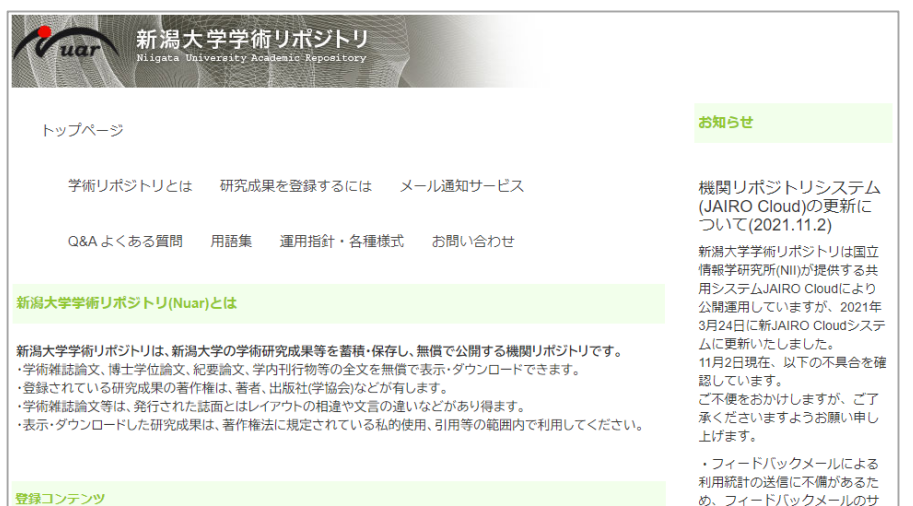 Nuar
新潟大学学術リポジトリ
Niigata University Academic Repository
トップページ
学術リポジトリとは 研究成果を登録するには メール通知サービス
Q&A よくある質問 用語集 運用指針・各種様式 お問い合わせ
新潟大学学術リポジトリ(Nuar)とは
新潟大学学術リポジトリは、新潟大学の学術研究成果等を蓄積・保存し、無償で公開する機関リポジトリです。
・学術雑誌論文、博士学位論文、紀要論文、学内刊行物等の全文を無償で表示・ダウンロードできます。
・登録されている研究成果の著作権は、著者、出版社(学協会)などが有します。
・学術雑誌論文等は、発行された誌面とはレイアウトの相違や文言の違いなどがあり得ます。
・表示・ダウンロードした研究成果は、著作権法に規定されている私的使用、引用等の範囲内で利用してください。
登録コンテンツ
お知らせ
機関リポジトリシステム
(JAIRO Cloud)の更新に
ついて(2021.11.2)
新潟大学学術リポジトリは国立
情報学研究所(NII)が提供する共
用システムJAIRO Cloudにより
公開運用していますが、2021年
3月24日に新JAIRO Cloudシステ
ムに更新いたしました。
11月2日現在、以下の不具合を確
認しています。
ご不便をおかけしますが、ご了
承くださいますようお願い申し
上げます。
・フィードバックメールによる
利用統計の送信に不備があるた
め、フィードバックメールのサ